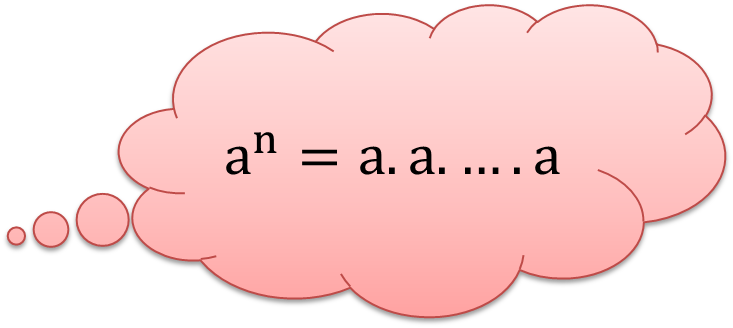 aⁿ = a. a. … . a